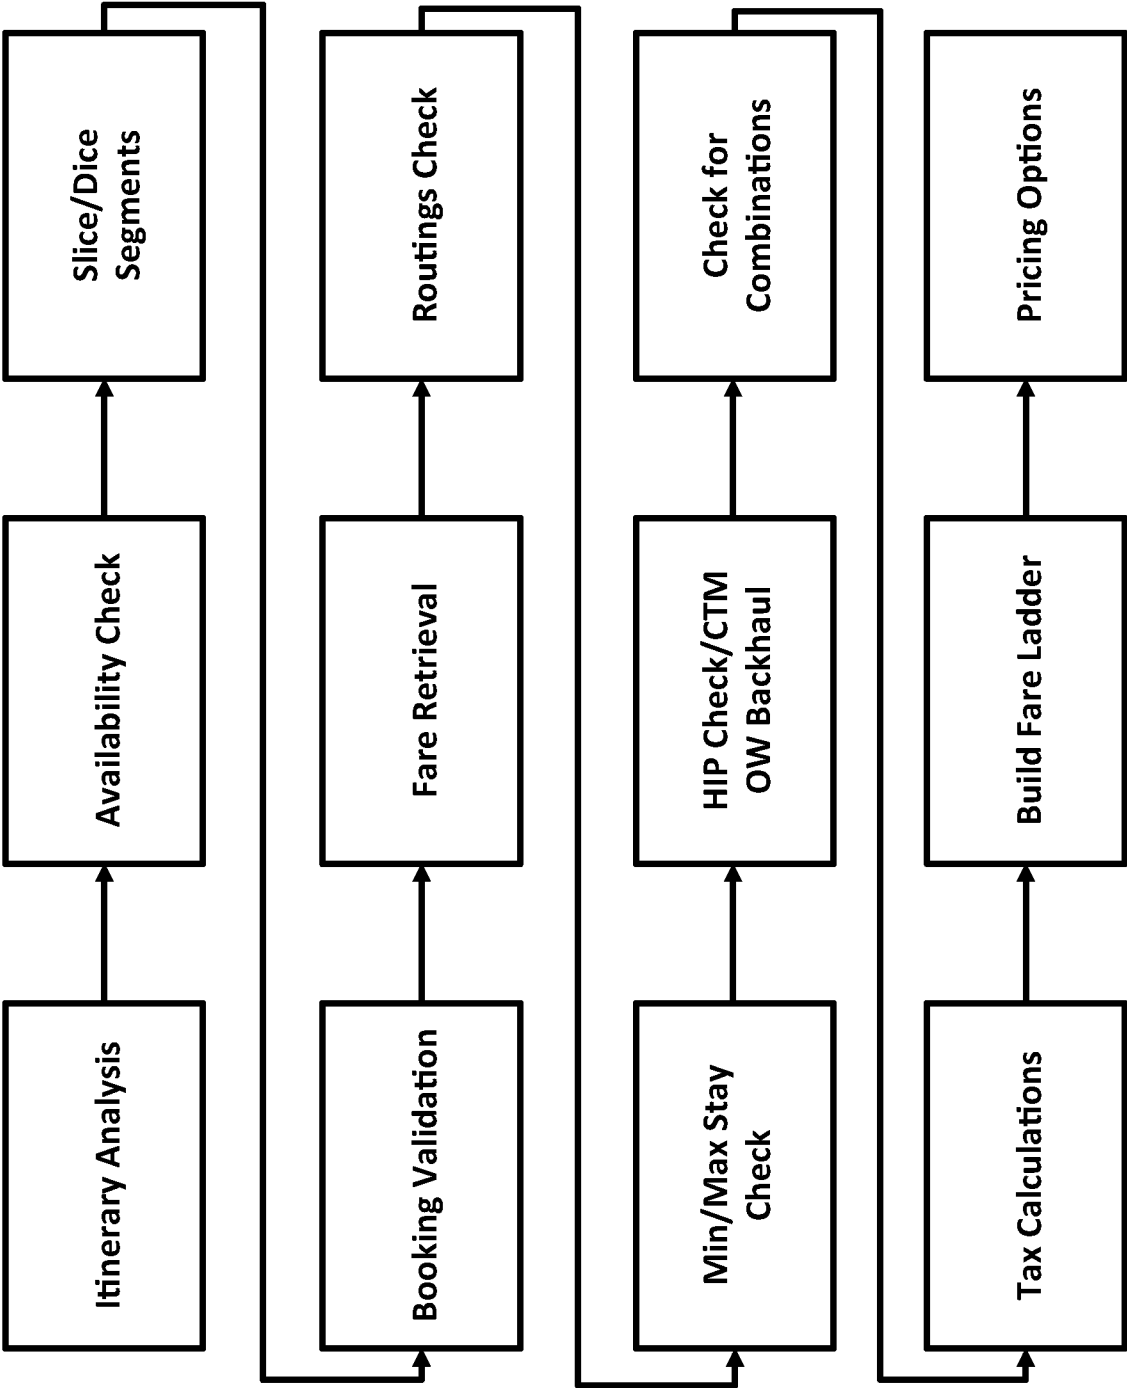 Itinerary Analysis
Availability Check
Slice/Dice
Segments
Booking Validation
Fare Retrieval
Routings Check
Min/Max Stay
Check
HIP Check/CTM
OW Backhaul
Check for
Combinations
Tax Calculations
Build Fare Ladder
Pricing Options